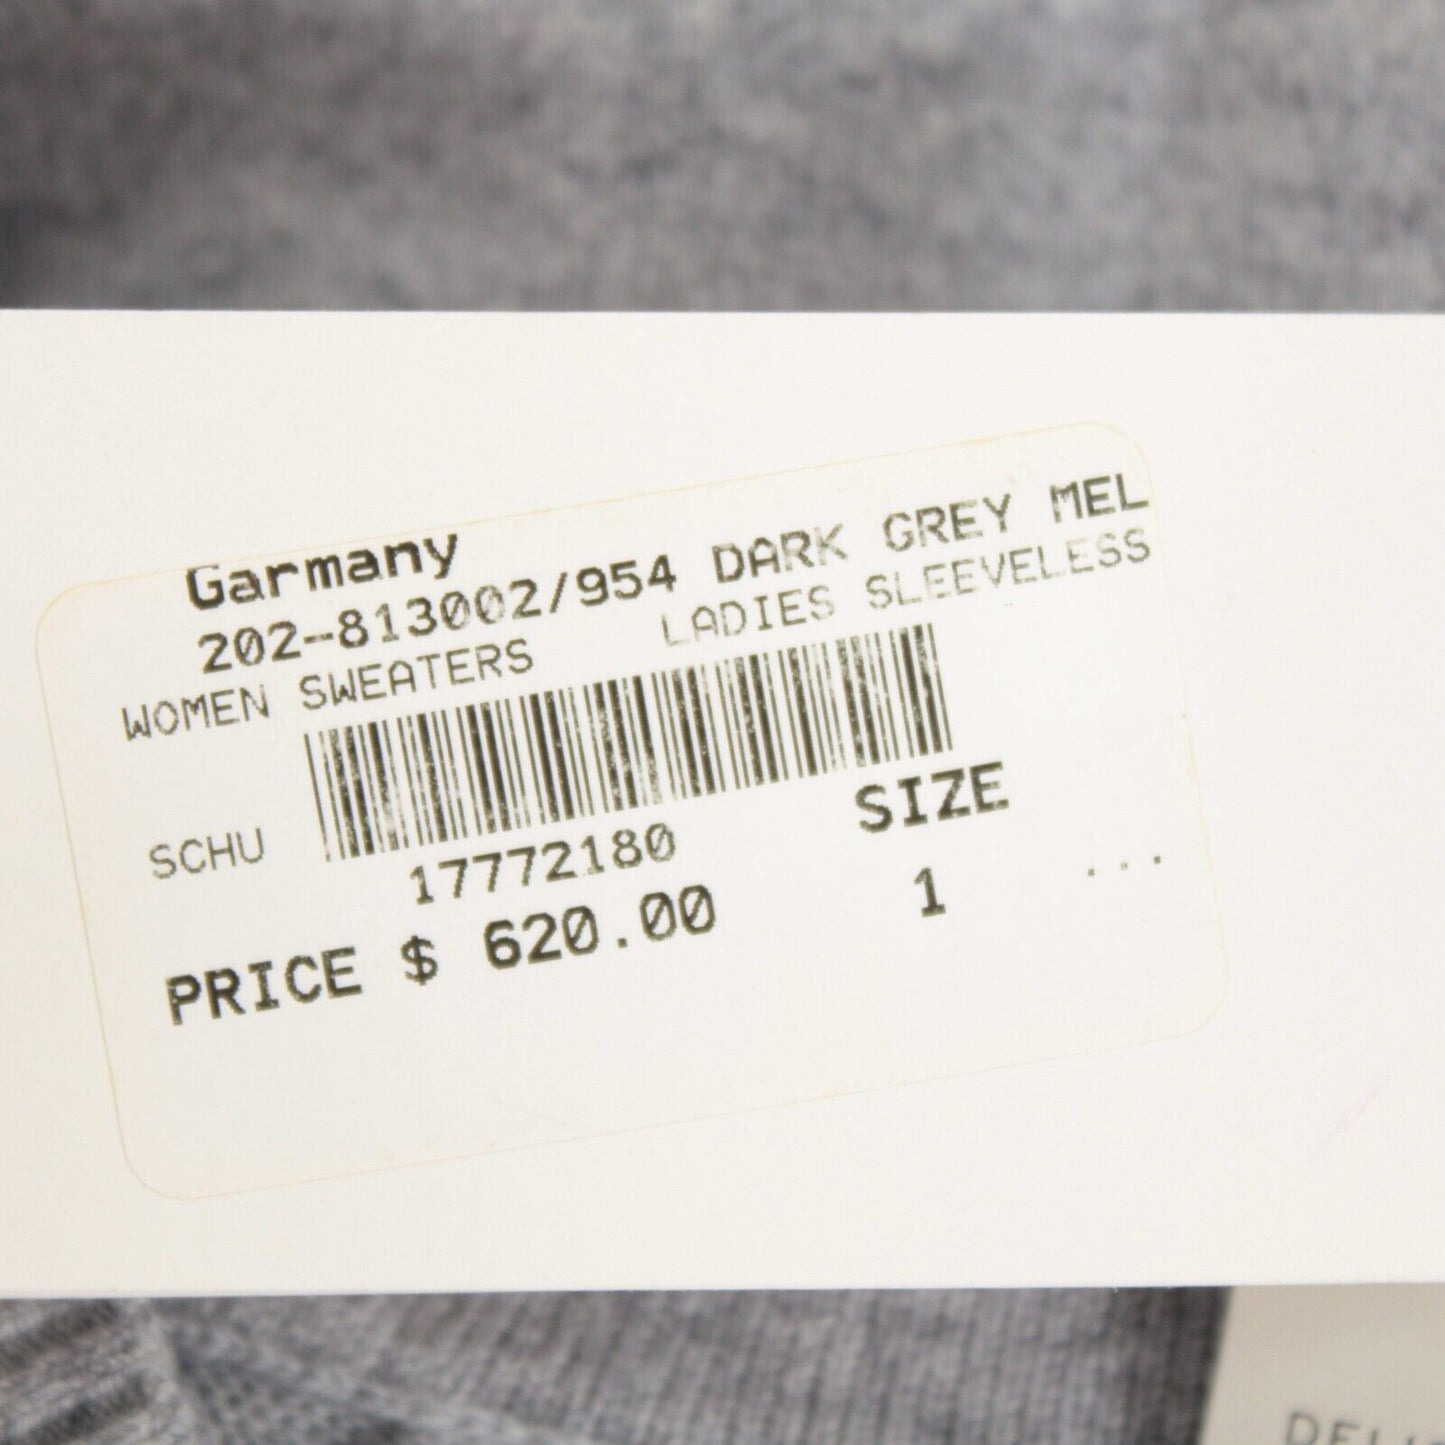 Garmany
202-813002/954 DARK GREY MEL
WOMEN SWEATERS LADIES SLEEVELESS
SCHU
17772180
SIZE
PRICE $ 620.00 1 ...